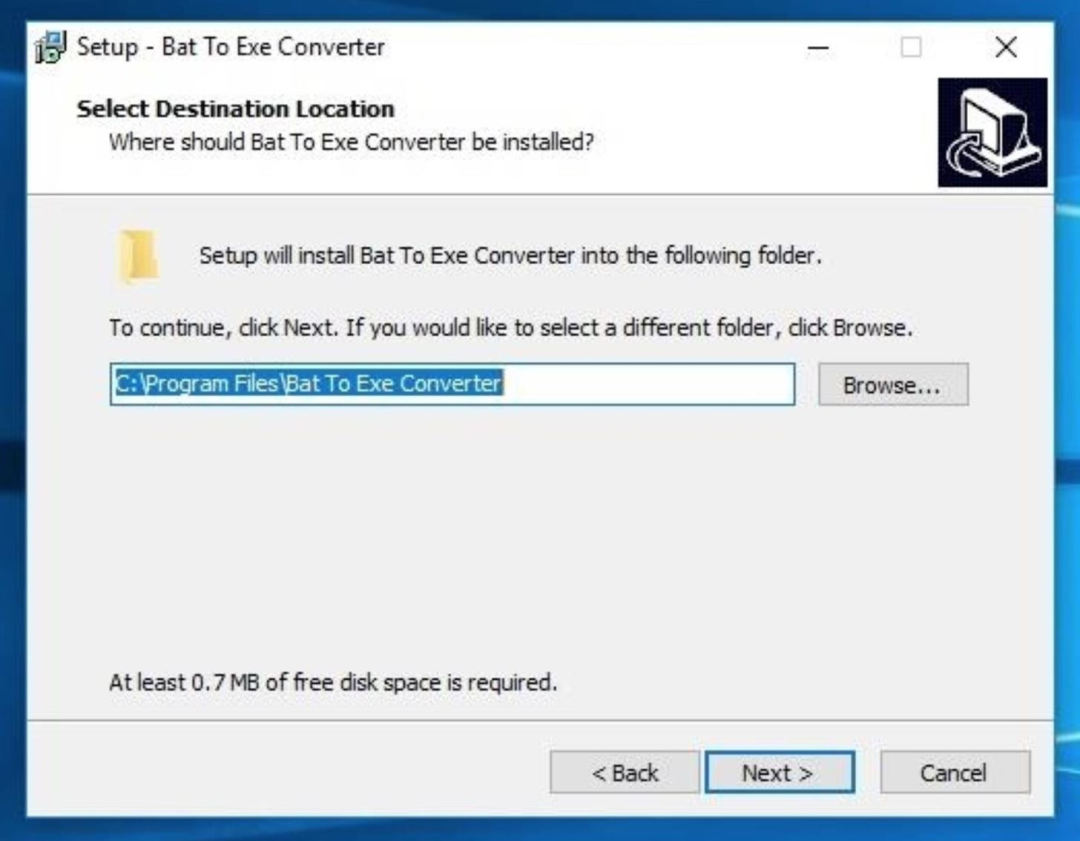 Setup - Bat To Exe Converter
Select Destination Location
Where should Bat To Exe Converter be installed?
Setup will install Bat To Exe Converter into the following folder.
To continue, click Next. If you would like to select a different folder, click Browse.
C:\Program Files\Bat To Exe Converter
Browse...
At least 0.7 MB of free disk space is required.
< Back
Next >
Cancel